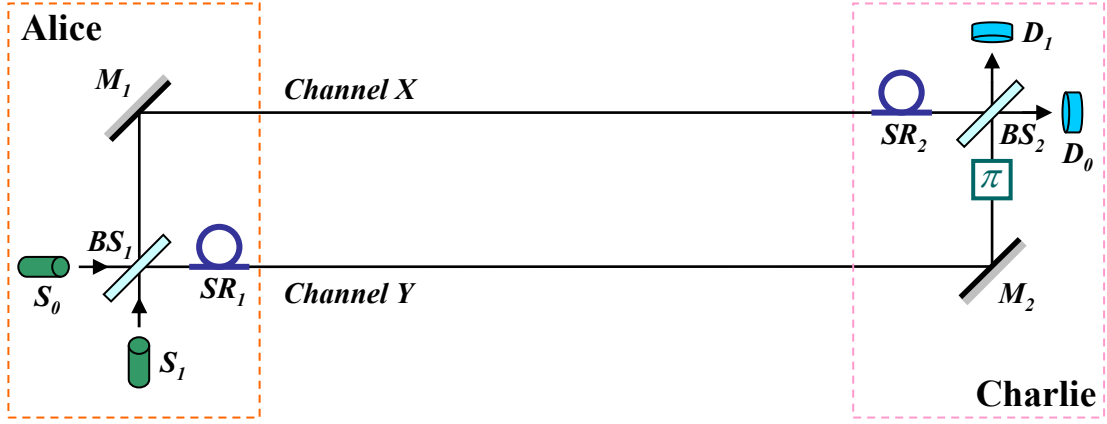 Alice
M1
Channel X
SR2
D1
BS2
D0
π
BS1
S0
SR1
Channel Y
M2
S1
Charlie